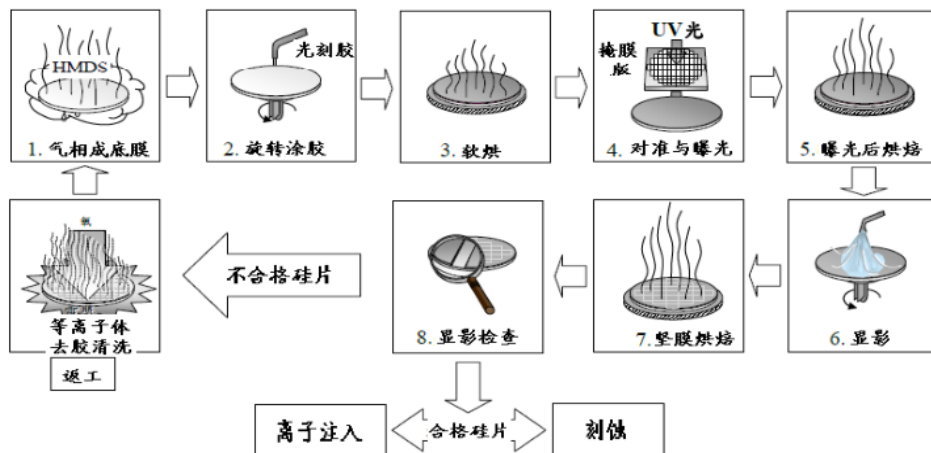 HMDS
1. 气相成底膜
光刻胶
2. 旋转涂胶
3. 软烘
UV光
掩膜
版
4. 对准与曝光
5. 曝光后烘焙
氧
等离子体
去胶清洗
返工
不合格硅片
8. 显影检查
7. 坚膜烘焙
6. 显影
离子注入
合格硅片
刻蚀